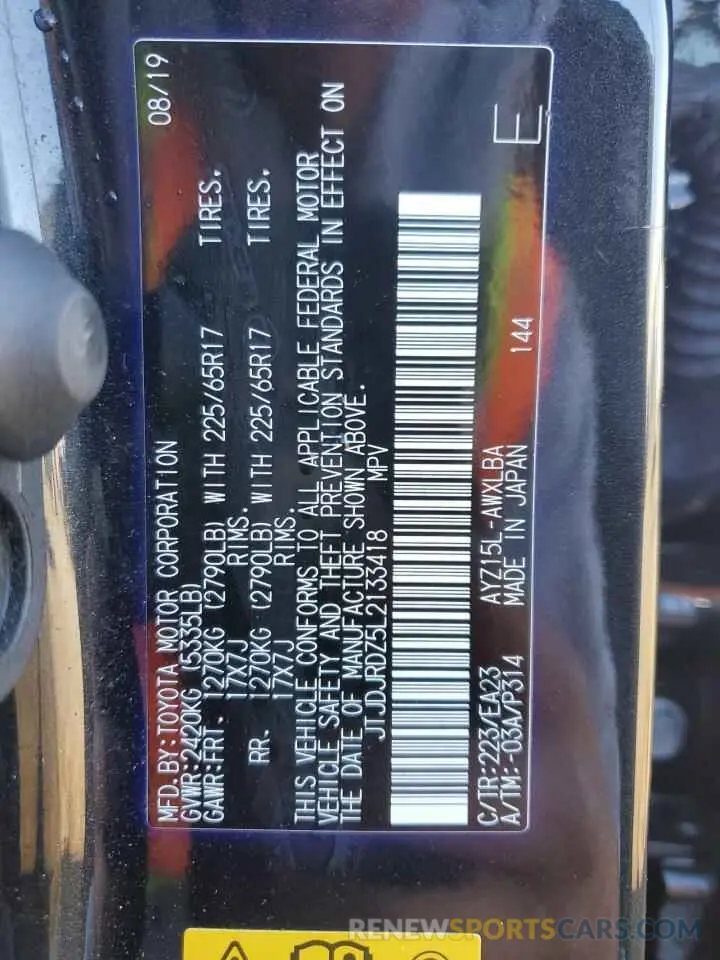 MFD.BY:TOYOTA MOTOR CORPORATION 08/19
GVWR:2420KG (5335LB)
GAWR:FRT. 1270KG (2790LB) WITH 225/65R17 TIRES.
17X7J RIMS.
RR. 1270KG (2790LB) WITH 225/65R17 TIRES.
17X7J RIMS.
THIS VEHICLE CONFORMS TO ALL APPLICABLE FEDERAL MOTOR
VEHICLE SAFETY AND THEFT PREVENTION STANDARDS IN EFFECT ON
THE DATE OF MANUFACTURE SHOWN ABOVE.
JTJDJRDZ5L2133418 MPV
C/TR:223/EA23 AYZ15L-AWXLBA
A/TM:-03A/P314 MADE IN JAPAN 144 E
RENEWSPORTSCARS.COM